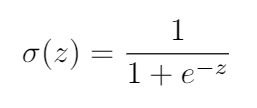 σ(z) = 1 / (1 + e^{-z})